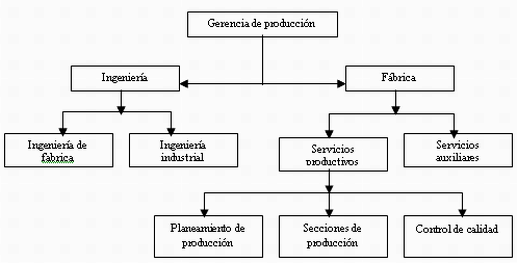 Gerencia de producción
Ingeniería
Fábrica
Ingeniería de
fabrica
Ingeniería
industrial
Servicios
productivos
Servicios
auxiliares
Planeamiento de
producción
Secciones de
producción
Control de calidad